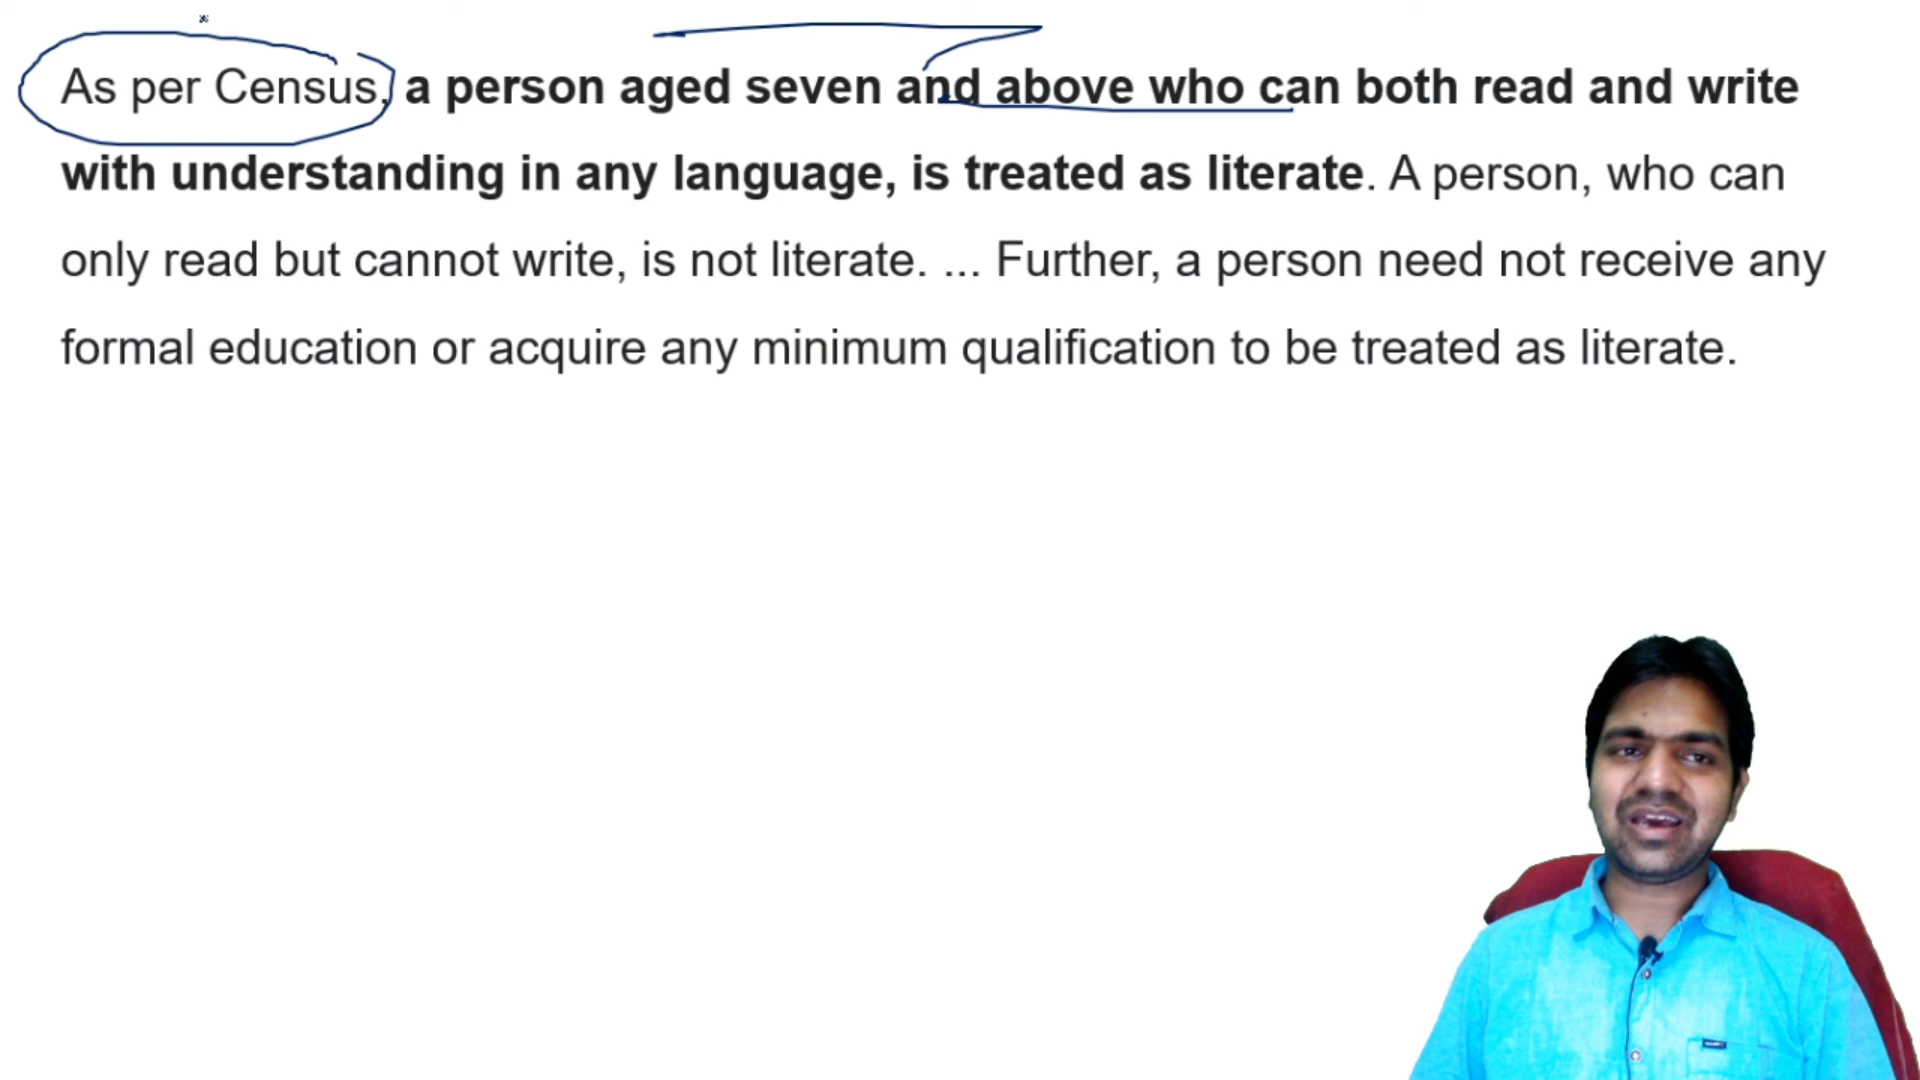 As per Census, a person aged seven and above who can both read and write
with understanding in any language, is treated as literate. A person, who can
only read but cannot write, is not literate. ... Further, a person need not receive any
formal education or acquire any minimum qualification to be treated as literate.